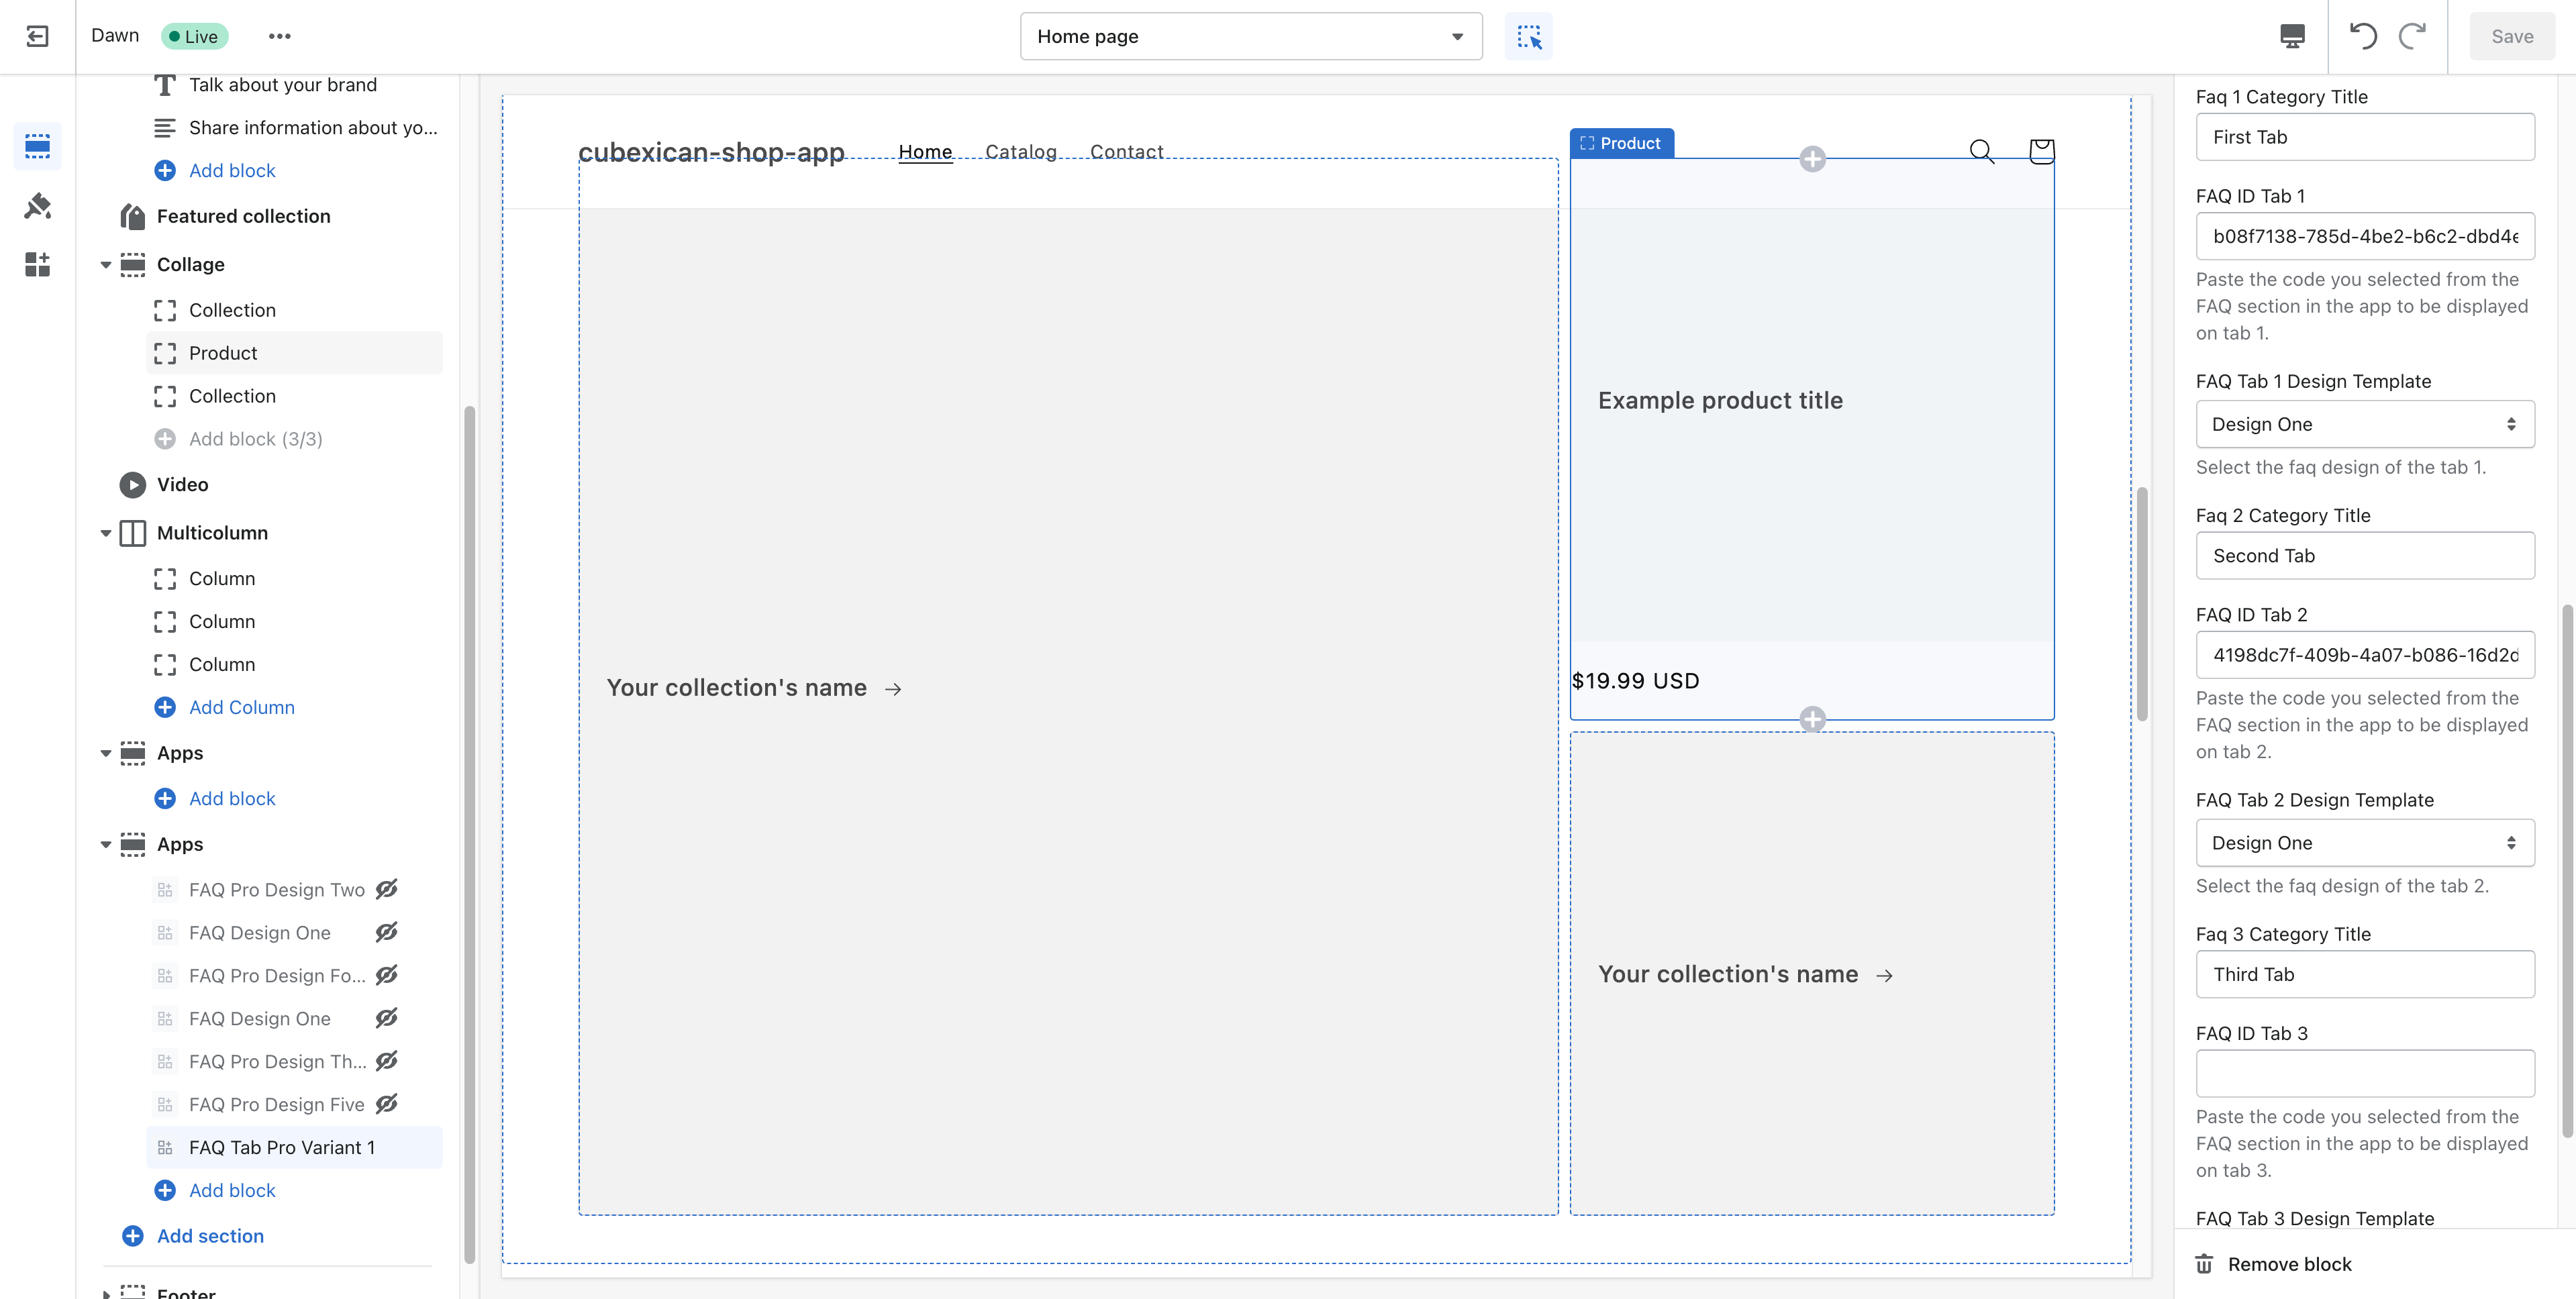 Dawn
Live
Home page
Save
Talk about your brand
Share information about yo...
Add block
Featured collection
Collage
Collection
Product
Collection
Add block (3/3)
Video
Multicolumn
Column
Column
Column
Add Column
Apps
Add block
Apps
FAQ Pro Design Two
FAQ Design One
FAQ Pro Design Fo...
FAQ Design One
FAQ Pro Design Th...
FAQ Pro Design Five
FAQ Tab Pro Variant 1
Add block
Add section
Footer
cubexican-shop-app
Home
Catalog
Contact
Product
Example product title
$19.99 USD
Your collection's name →
Your collection's name →
Faq 1 Category Title
First Tab
FAQ ID Tab 1
b08f7138-785d-4be2-b6c2-dbd4e
Paste the code you selected from the
FAQ section in the app to be displayed
on tab 1.
FAQ Tab 1 Design Template
Design One
Select the faq design of the tab 1.
Faq 2 Category Title
Second Tab
FAQ ID Tab 2
4198dc7f-409b-4a07-b086-16d2d
Paste the code you selected from the
FAQ section in the app to be displayed
on tab 2.
FAQ Tab 2 Design Template
Design One
Select the faq design of the tab 2.
Faq 3 Category Title
Third Tab
FAQ ID Tab 3
Paste the code you selected from the
FAQ section in the app to be displayed
on tab 3.
FAQ Tab 3 Design Template
Remove block